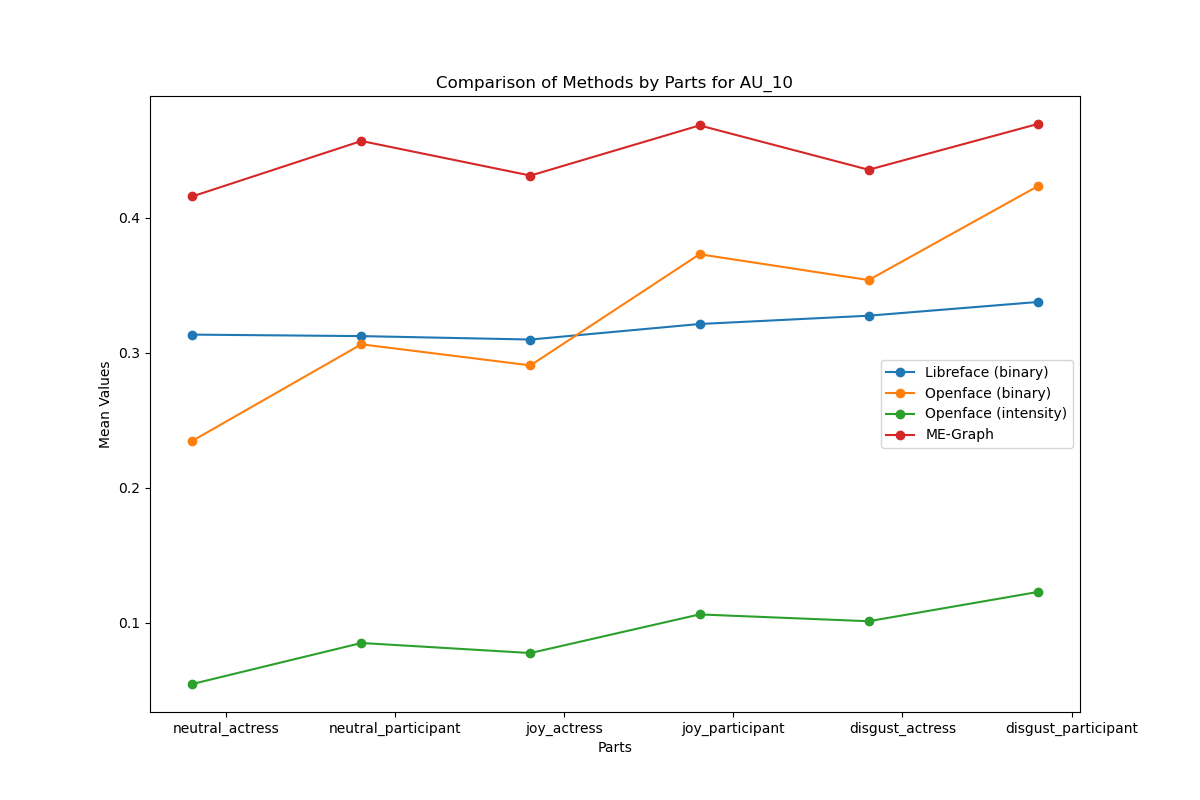 Comparison of Methods by Parts for AU_10
Mean Values
0.4
0.3
0.2
0.1
Libreface (binary)
Openface (binary)
Openface (intensity)
ME-Graph
neutral_actress neutral_participant joy_actress joy_participant disgust_actress disgust_participant
Parts